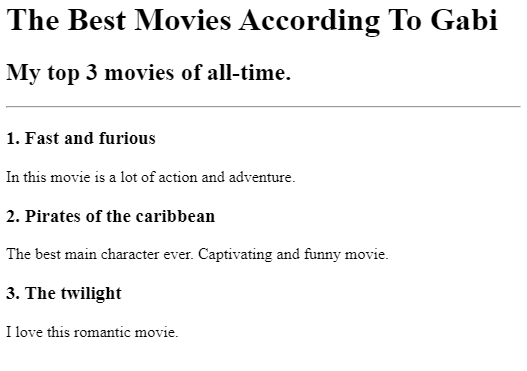 The Best Movies According To Gabi
My top 3 movies of all-time.
1. Fast and furious
In this movie is a lot of action and adventure.
2. Pirates of the caribbean
The best main character ever. Captivating and funny movie.
3. The twilight
I love this romantic movie.